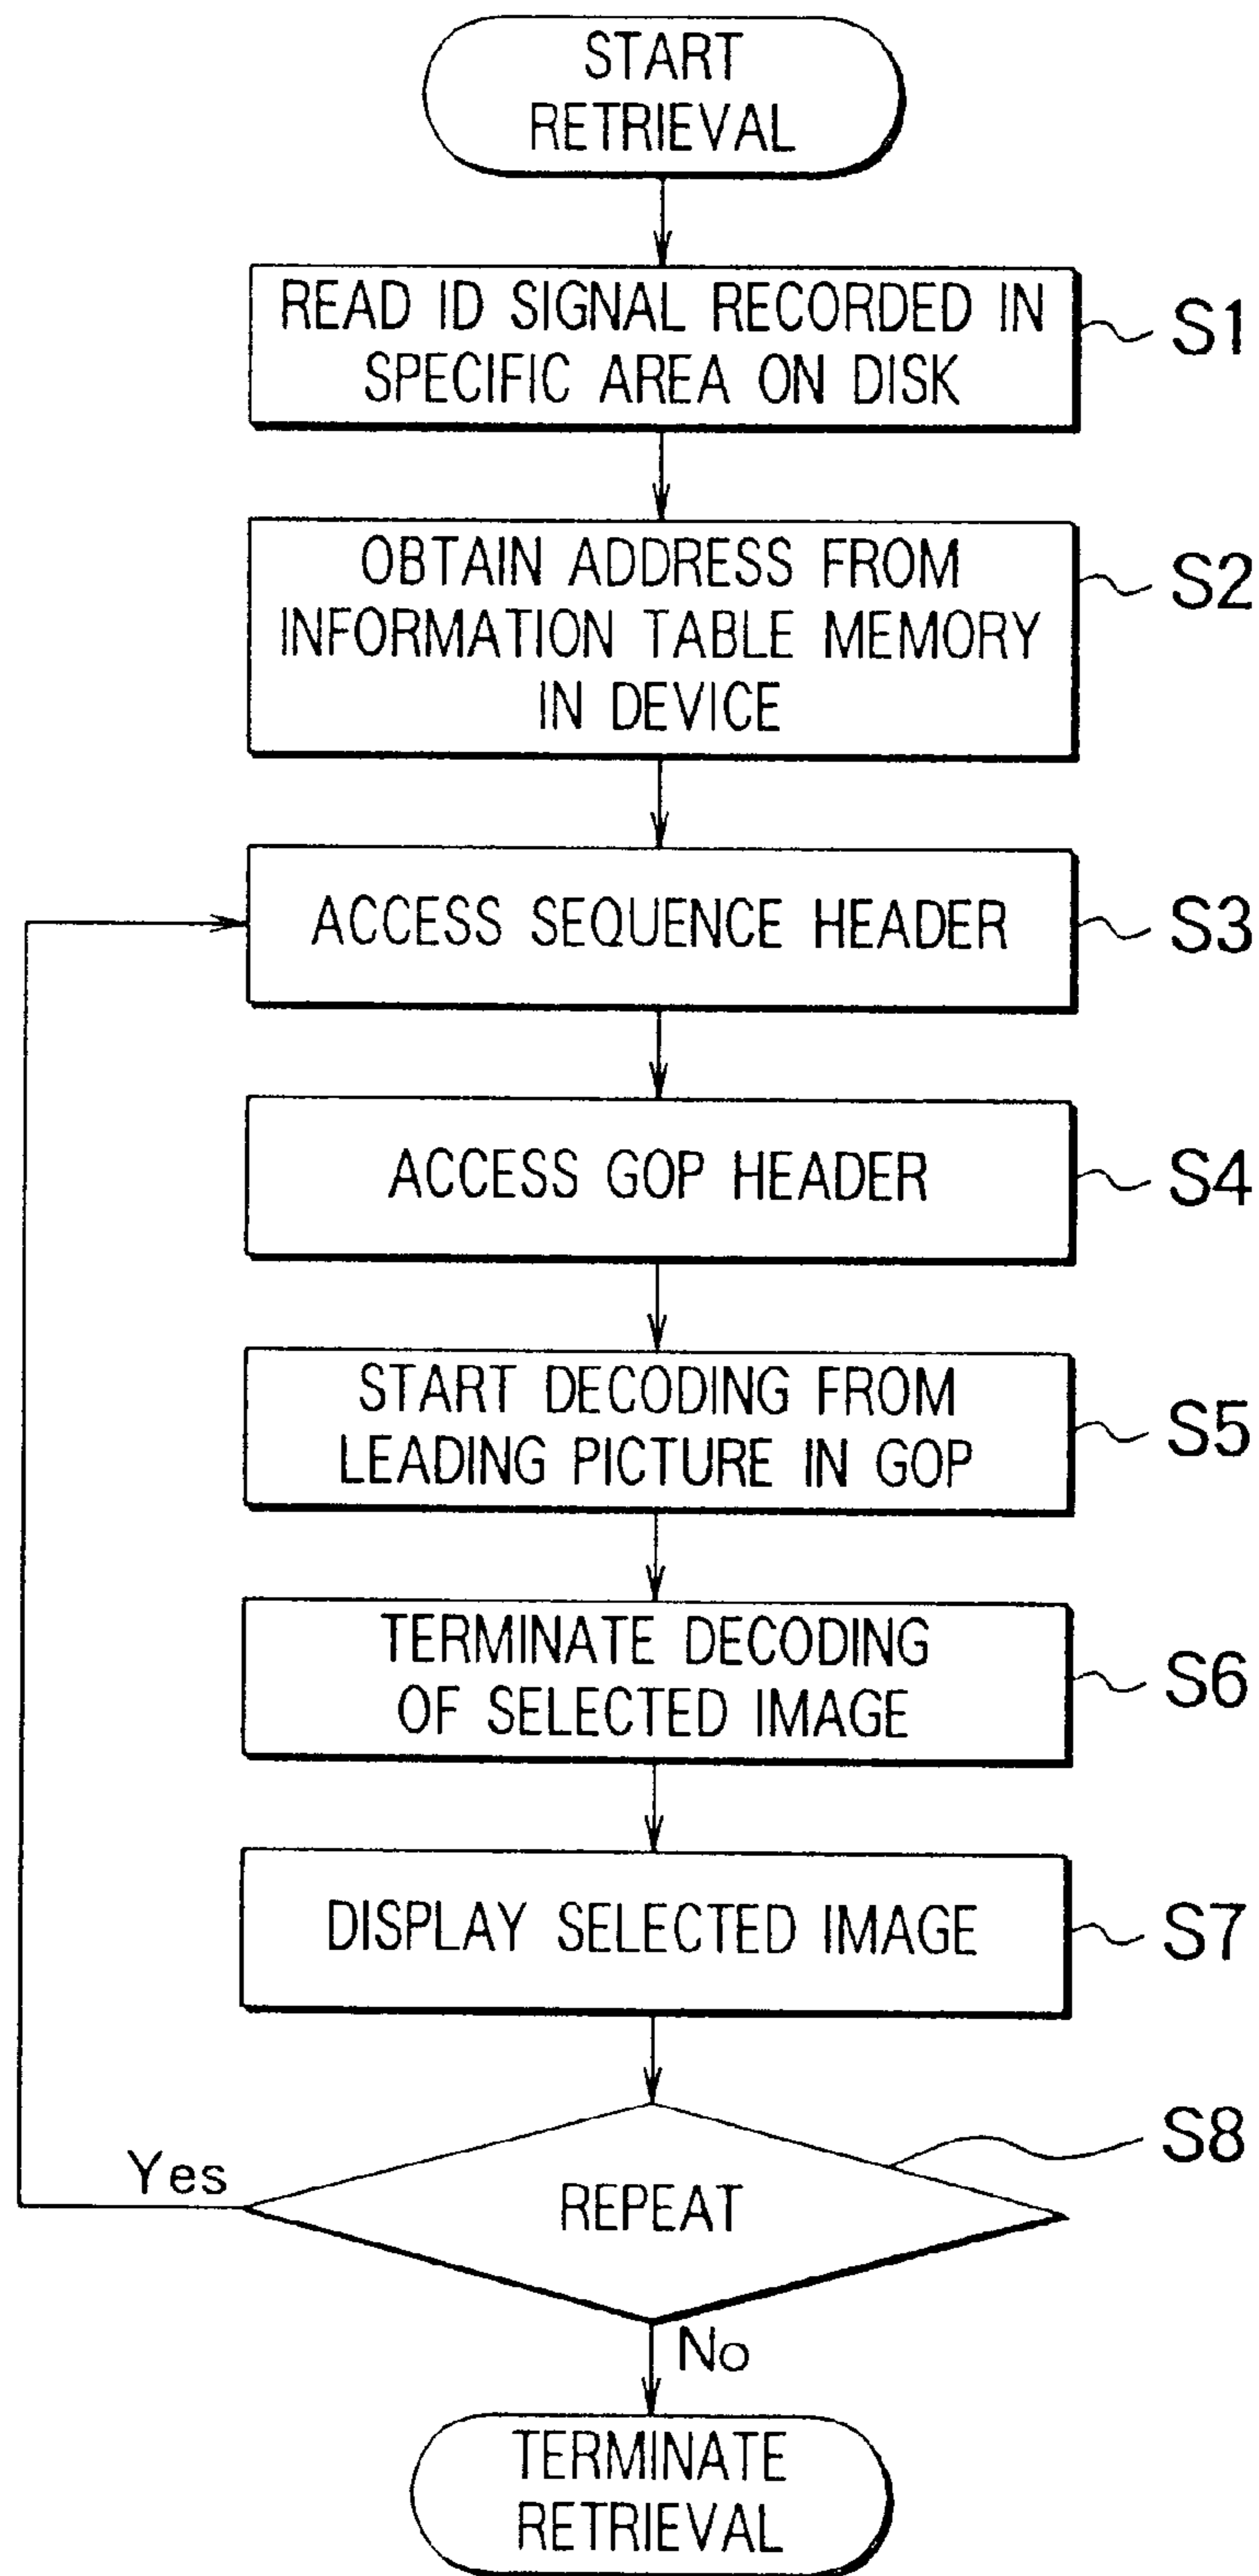 START
RETRIEVAL
READ ID SIGNAL RECORDED IN
SPECIFIC AREA ON DISK
S1
OBTAIN ADDRESS FROM
INFORMATION TABLE MEMORY
IN DEVICE
S2
ACCESS SEQUENCE HEADER
S3
ACCESS GOP HEADER
S4
START DECODING FROM
LEADING PICTURE IN GOP
S5
TERMINATE DECODING
OF SELECTED IMAGE
S6
DISPLAY SELECTED IMAGE
S7
S8
Yes
REPEAT
No
TERMINATE
RETRIEVAL